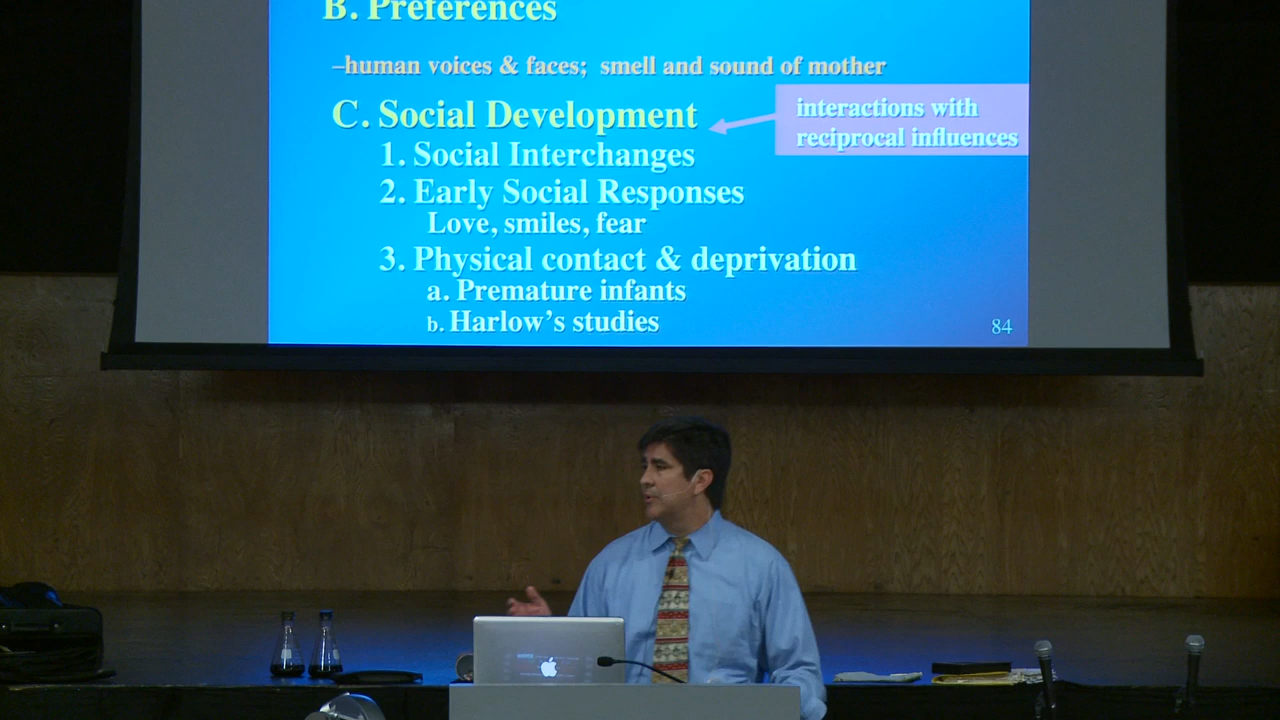 B. Preferences
–human voices & faces; smell and sound of mother
C. Social Development
interactions with
reciprocal influences
1. Social Interchanges
2. Early Social Responses
Love, smiles, fear
3. Physical contact & deprivation
a. Premature infants
b. Harlow's studies
84